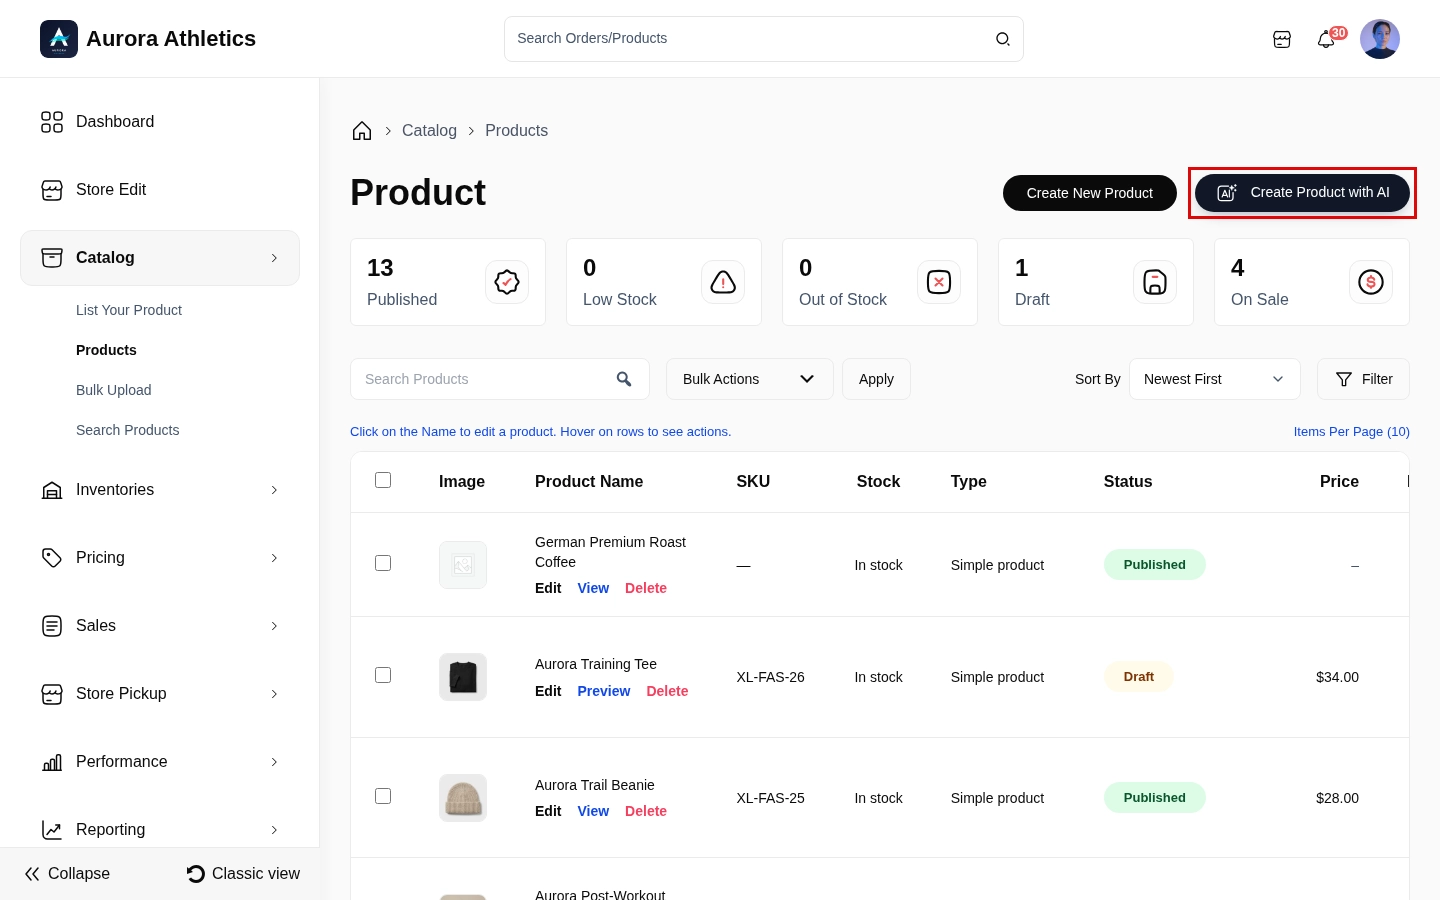 Aurora Athletics
Search Orders/Products
30
Dashboard
Store Edit
Catalog
List Your Product
Products
Bulk Upload
Search Products
Inventories
Pricing
Sales
Store Pickup
Performance
Reporting
Collapse
Classic view
Catalog
Products
Product
Create New Product
AI Create Product with AI
13
Published
0
Low Stock
0
Out of Stock
1
Draft
4
On Sale
$
Search Products
Bulk Actions
Apply
Sort By
Newest First
Filter
Click on the Name to edit a product. Hover on rows to see actions.
Items Per Page (10)
Image Product Name SKU Stock Type Status Price
German Premium Roast
Coffee
Edit View Delete
— In stock Simple product Published –
Aurora Training Tee
Edit Preview Delete
XL-FAS-26 In stock Simple product Draft $34.00
Aurora Trail Beanie
Edit View Delete
XL-FAS-25 In stock Simple product Published $28.00
Aurora Post-Workout